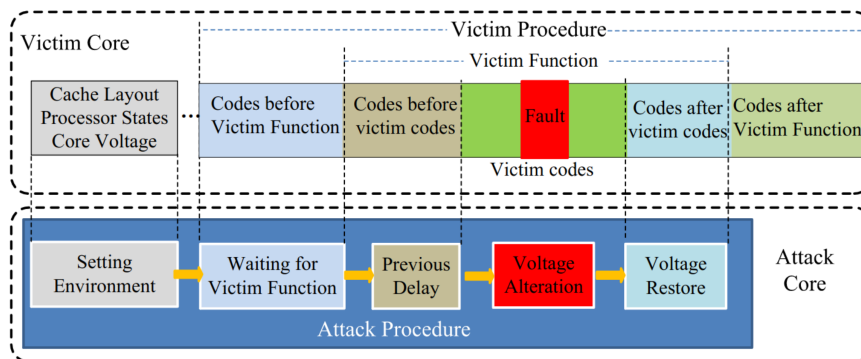 Victim Core
Victim Procedure
Victim Function
Cache Layout
Processor States
Core Voltage
...
Codes before
Victim Function
Codes before
victim codes
Fault
Codes after
victim codes
Codes after
Victim Function
Victim codes
Setting
Environment
Waiting for
Victim Function
Previous
Delay
Voltage
Alteration
Voltage
Restore
Attack
Core
Attack Procedure